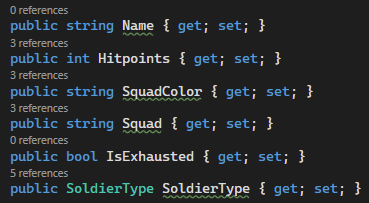 0 references
public string Name { get; set; }
3 references
public int Hitpoints { get; set; }
3 references
public string SquadColor { get; set; }
3 references
public string Squad { get; set; }
0 references
public bool IsExhausted { get; set; }
5 references
public SoldierType SoldierType { get; set; }